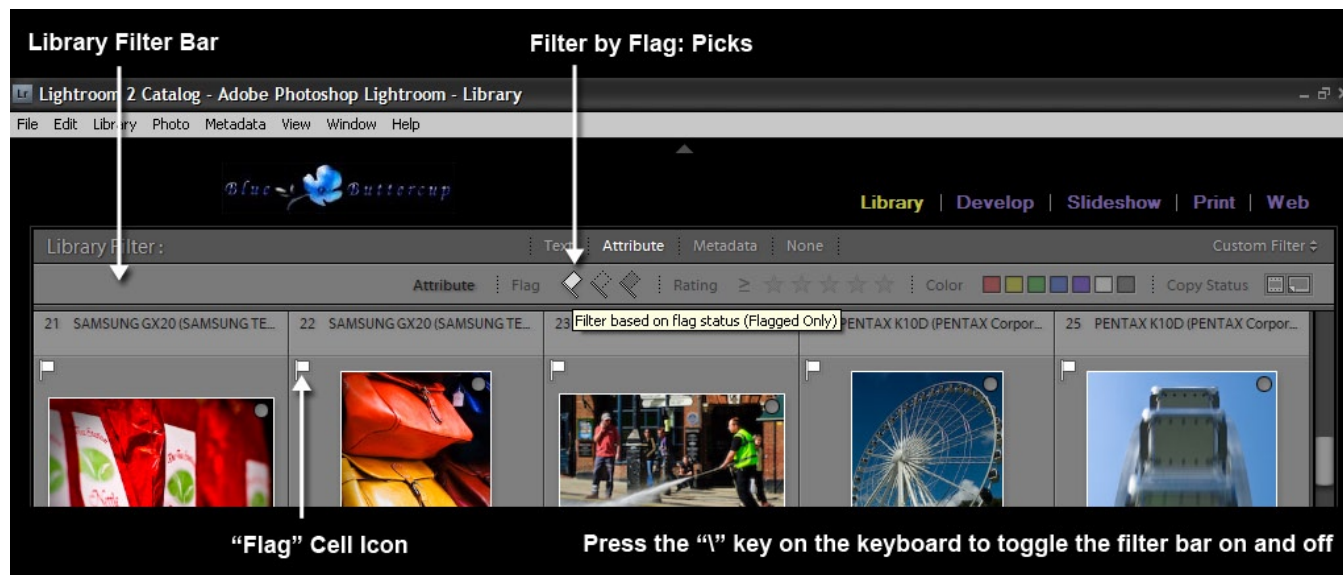 Library Filter Bar
Filter by Flag: Picks
Lr Lightroom 2 Catalog - Adobe Photoshop Lightroom - Library
File Edit Library Photo Metadata View Window Help
Blue Buttercup
Library | Develop | Slideshow | Print | Web
Library Filter: Text Attribute Metadata None Custom Filter
Attribute Flag Rating ≥ Color Copy Status
Filter based on flag status (Flagged Only)
21 SAMSUNG GX20 (SAMSUNG TE... 22 SAMSUNG GX20 (SAMSUNG TE... 23 PENTAX K10D (PENTAX Corpor... 25 PENTAX K10D (PENTAX Corpor...
“Flag” Cell Icon
Press the “\” key on the keyboard to toggle the filter bar on and off